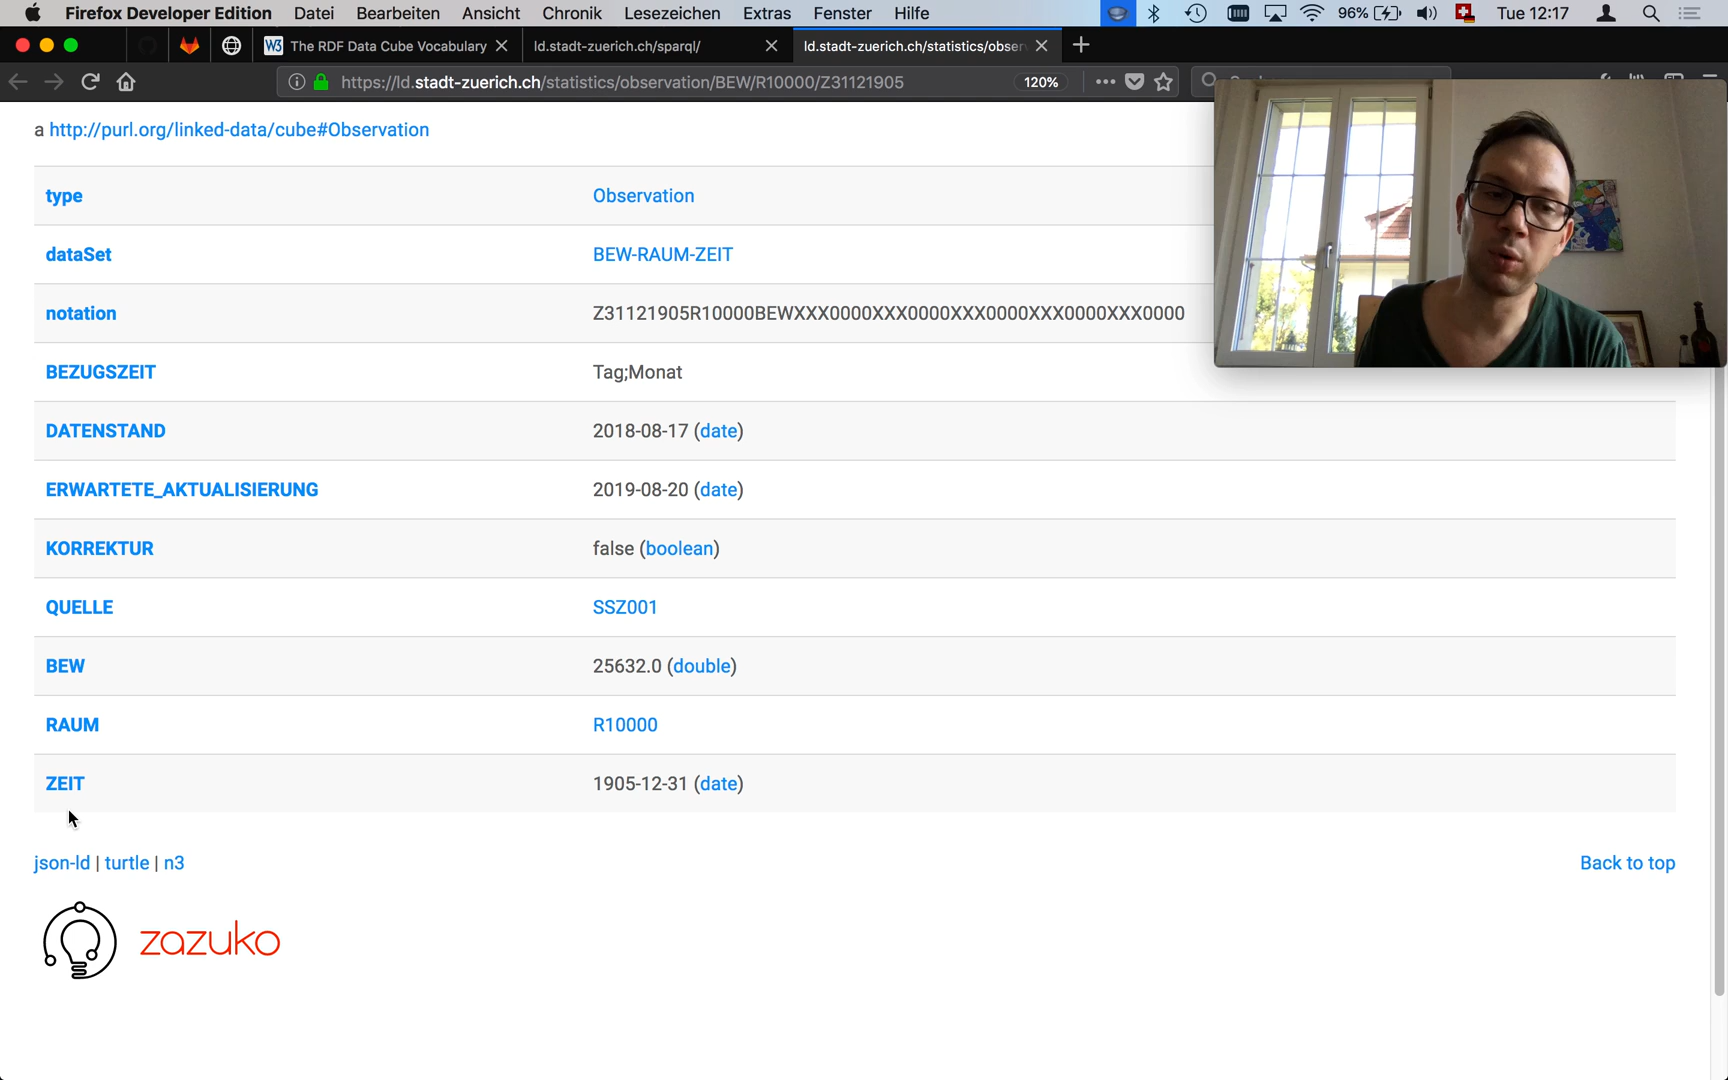 Firefox Developer Edition Datei Bearbeiten Ansicht Chronik Lesezeichen Extras Fenster Hilfe 96% Tue 12:17
W3 The RDF Data Cube Vocabulary ld.stadt-zuerich.ch/sparql/ ld.stadt-zuerich.ch/statistics/obser
https://ld.stadt-zuerich.ch/statistics/observation/BEW/R10000/Z31121905 120%
a http://purl.org/linked-data/cube#Observation
type Observation
dataSet BEW-RAUM-ZEIT
notation Z31121905R10000BEWXXX0000XXX0000XXX0000XXX0000XXX0000
BEZUGSZEIT Tag;Monat
DATENSTAND 2018-08-17 (date)
ERWARTETE_AKTUALISIERUNG 2019-08-20 (date)
KORREKTUR false (boolean)
QUELLE SSZ001
BEW 25632.0 (double)
RAUM R10000
ZEIT 1905-12-31 (date)
json-ld | turtle | n3 Back to top
zazuko